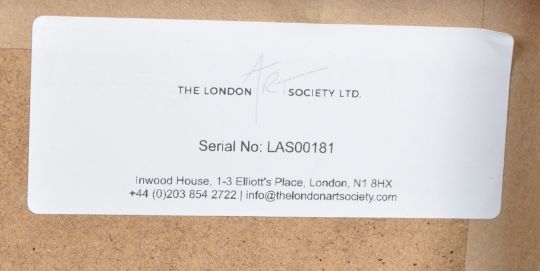 THE LONDON ART SOCIETY LTD.
Serial No: LAS00181
Inwood House, 1-3 Elliott's Place, London, N1 8HX
+44 (0)203 854 2722 | info@thelondonartsociety.com